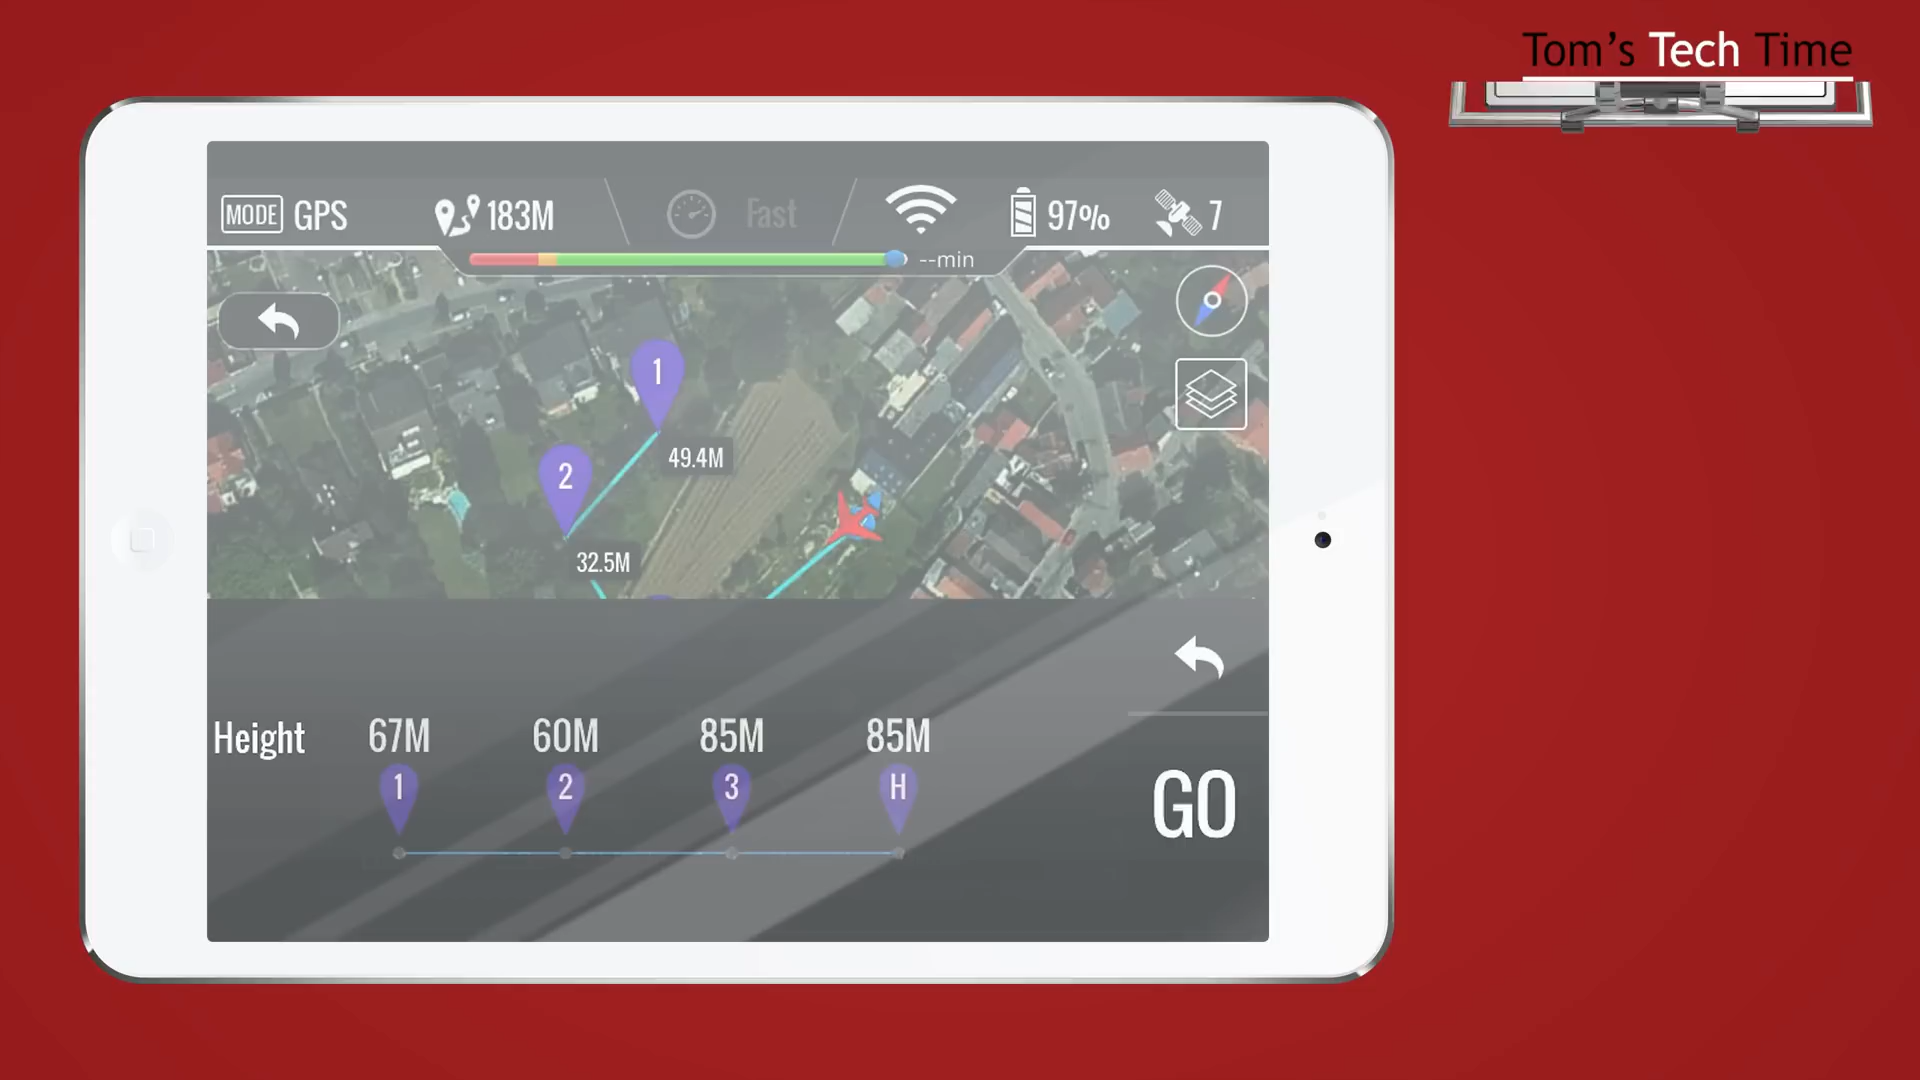 Tom's Tech Time
MODE GPS 183M Fast 97% 7
--min
1
49.4M
2
32.5M
Height 67M 60M 85M 85M
1 2 3 H
GO